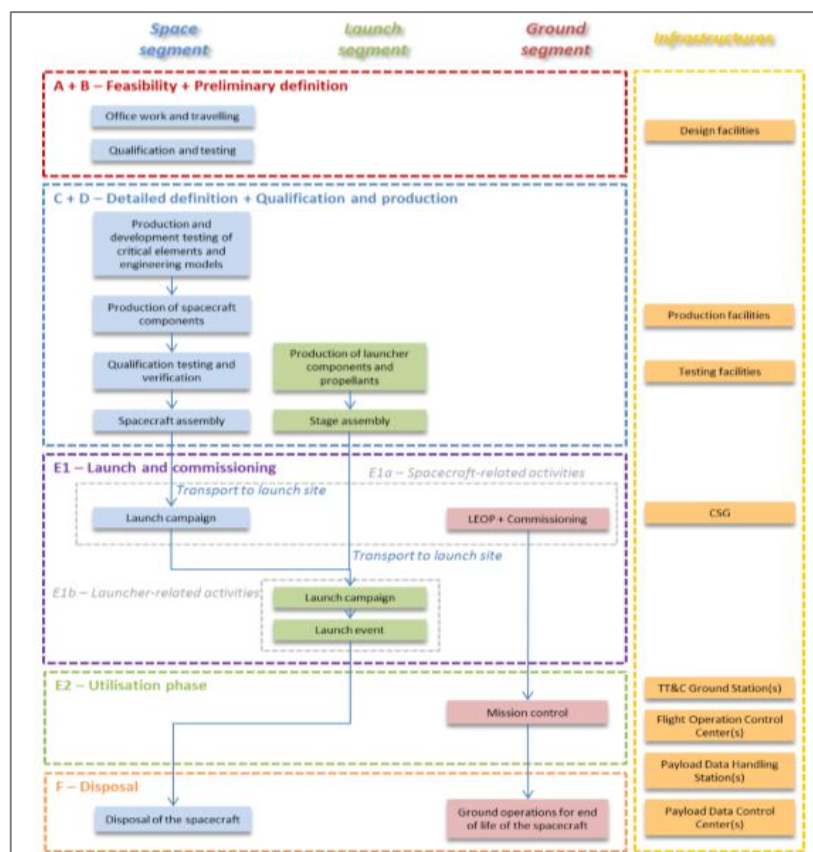 Space
segment
Launch
segment
Ground
segment
Infrastructures
A + B – Feasibility + Preliminary definition
Office work and travelling
Qualification and testing
Design facilities
C + D – Detailed definition + Qualification and production
Production and
development testing of
critical elements and
engineering models
Production of spacecraft
components
Production facilities
Qualification testing and
verification
Production of launcher
components and
propellants
Testing facilities
Spacecraft assembly
Stage assembly
E1 – Launch and commissioning
E1a – Spacecraft-related activities
Transport to launch site
Launch campaign
LEOP + Commissioning
CSG
Transport to launch site
E1b – Launcher-related activities
Launch campaign
Launch event
E2 – Utilisation phase
TT&C Ground Station(s)
Mission control
Flight Operation Control
Center(s)
Payload Data Handling
Station(s)
F – Disposal
Disposal of the spacecraft
Ground operations for end
of life of the spacecraft
Payload Data Control
Center(s)